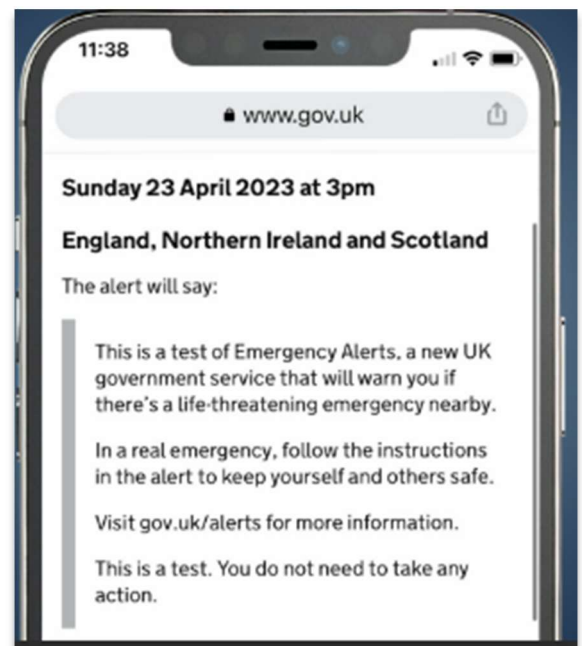 11:38
www.gov.uk
Sunday 23 April 2023 at 3pm
England, Northern Ireland and Scotland
The alert will say:
This is a test of Emergency Alerts, a new UK
government service that will warn you if
there's a life-threatening emergency nearby.
In a real emergency, follow the instructions
in the alert to keep yourself and others safe.
Visit gov.uk/alerts for more information.
This is a test. You do not need to take any
action.